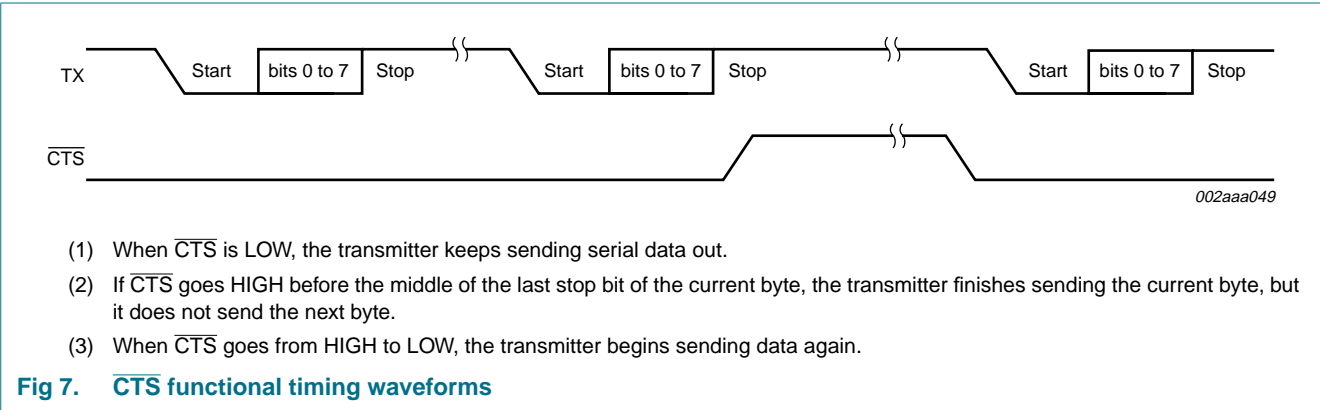 TX Start bits 0 to 7 Stop Start bits 0 to 7 Stop Start bits 0 to 7 Stop
CTS
002aaa049
(1) When CTS is LOW, the transmitter keeps sending serial data out.
(2) If CTS goes HIGH before the middle of the last stop bit of the current byte, the transmitter finishes sending the current byte, but
it does not send the next byte.
(3) When CTS goes from HIGH to LOW, the transmitter begins sending data again.
Fig 7. CTS functional timing waveforms